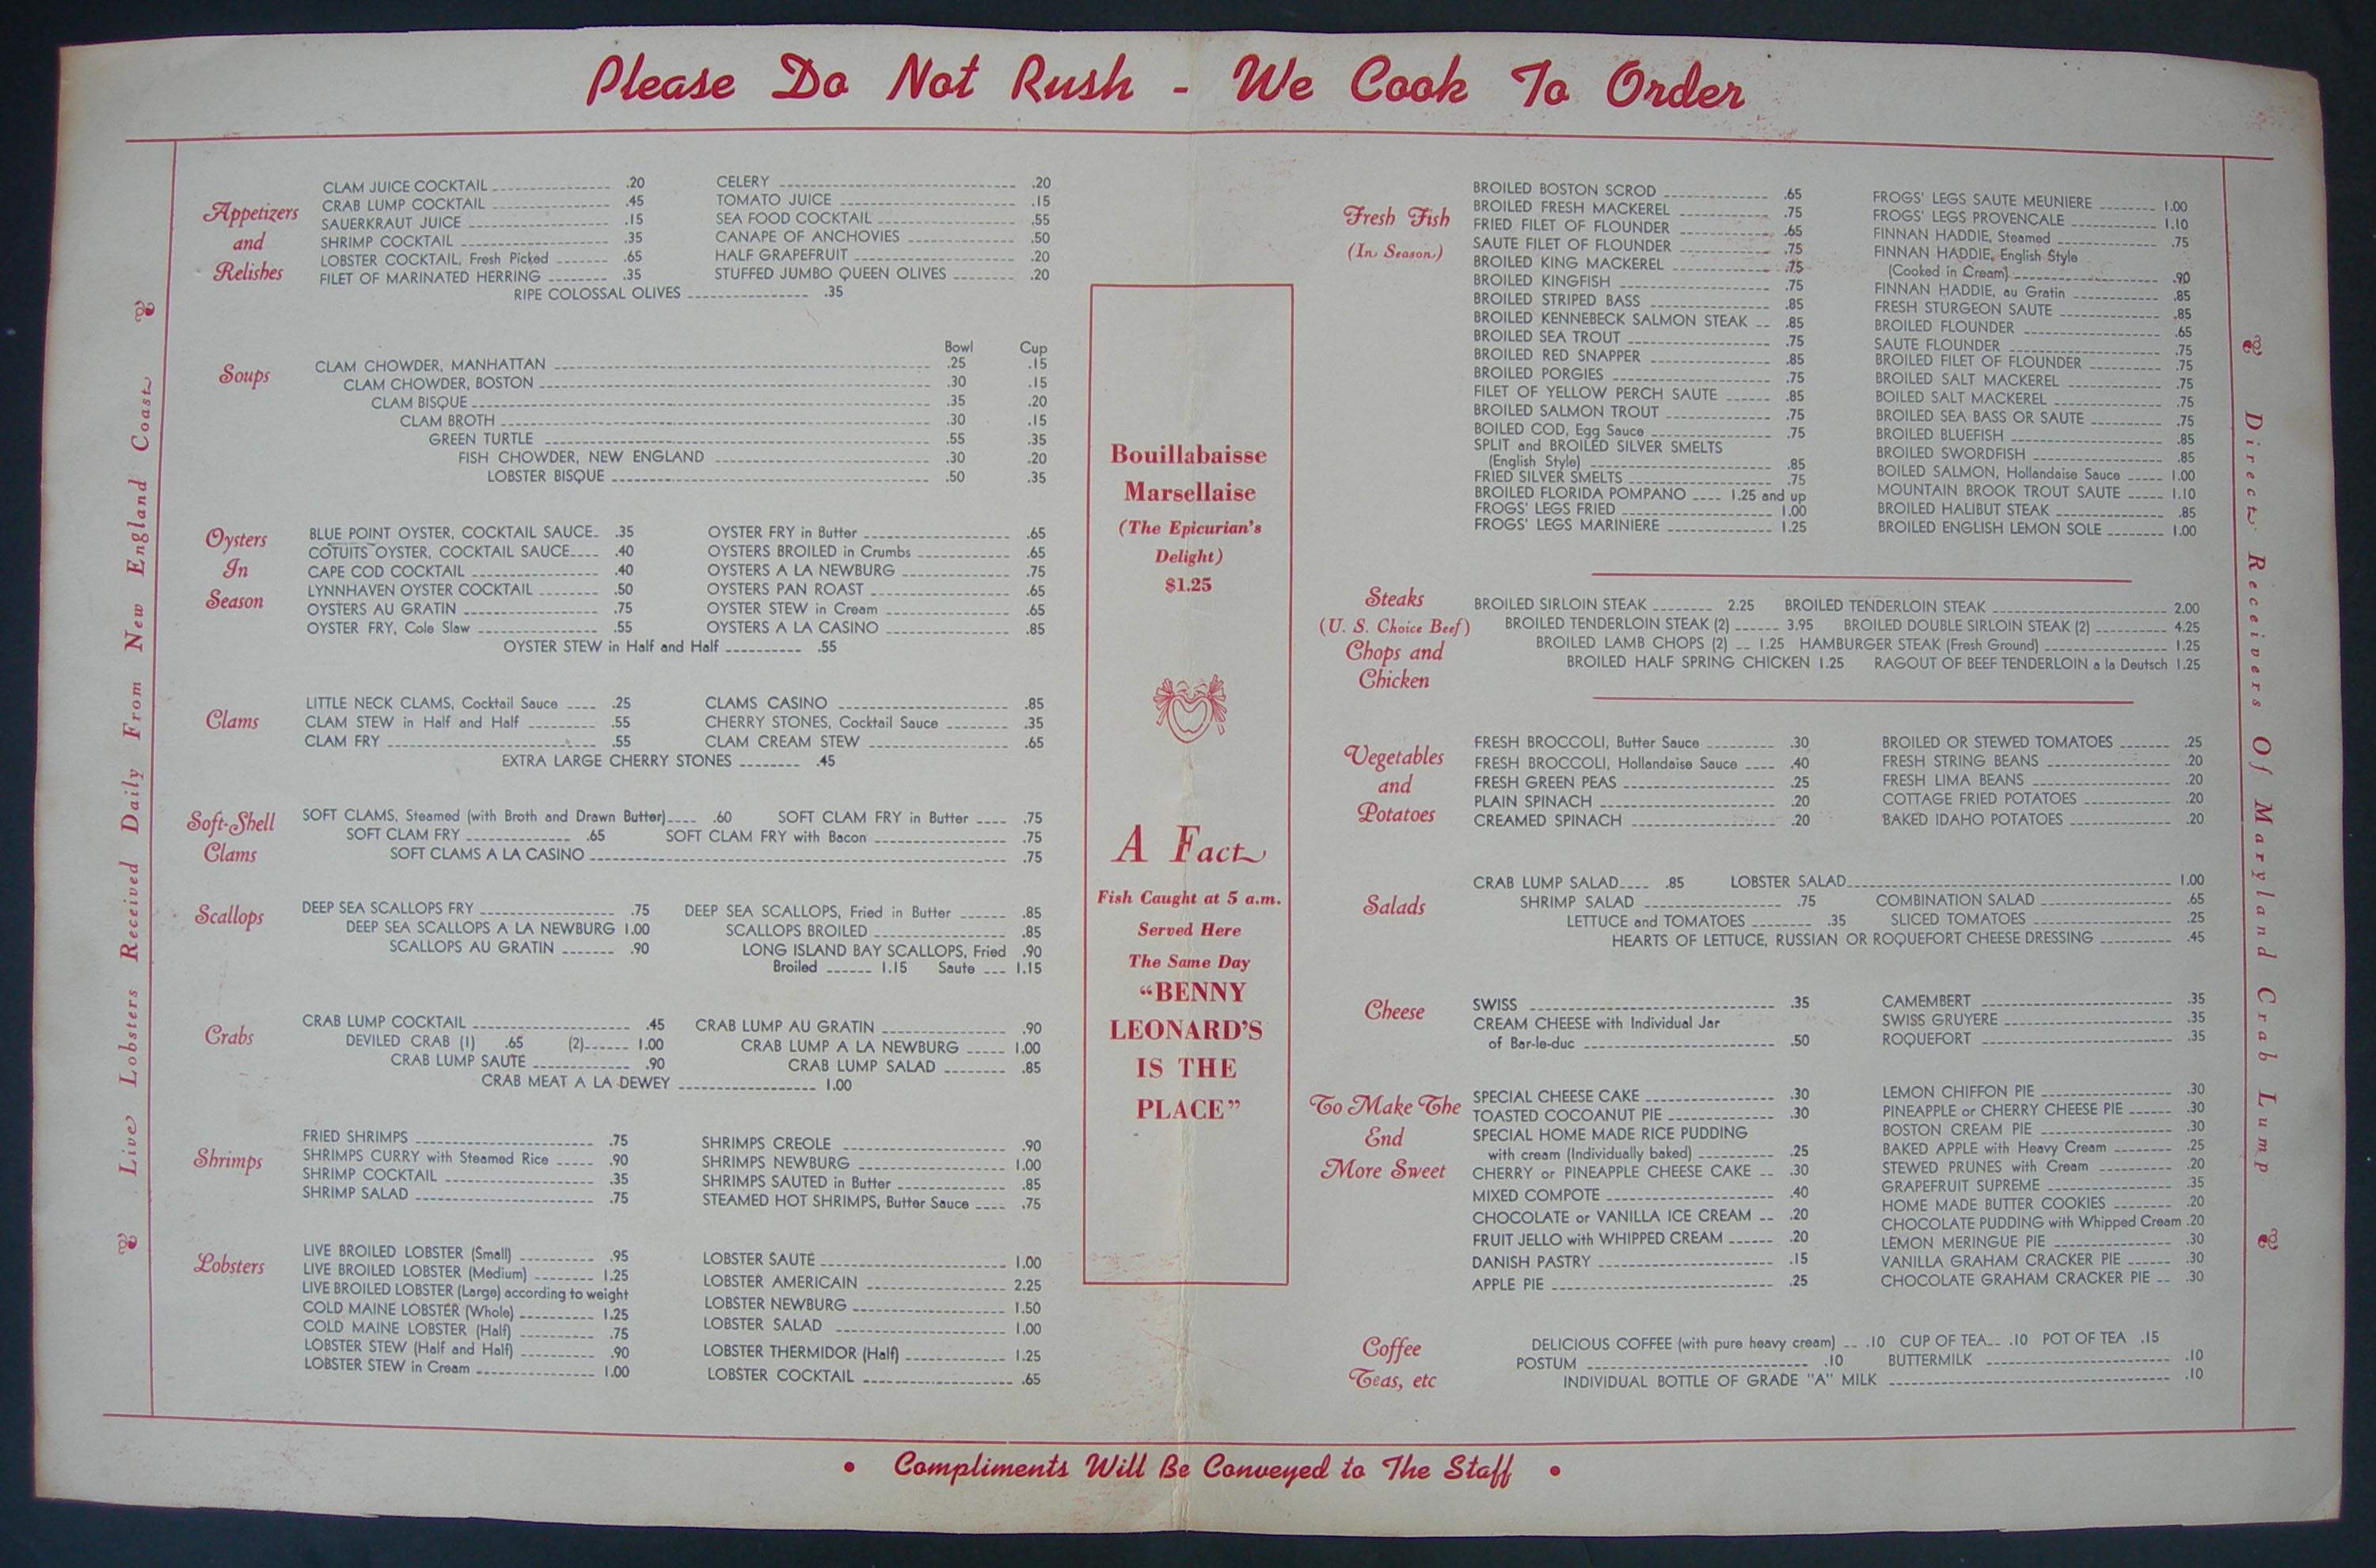 Please Do Not Rush - We Cook To Order
Live Lobsters Received Daily From New England Coast
Appetizers
and
Relishes
CLAM JUICE COCKTAIL .20
CRAB LUMP COCKTAIL .45
SAUERKRAUT JUICE .15
SHRIMP COCKTAIL .35
LOBSTER COCKTAIL, Fresh Picked .65
FILET OF MARINATED HERRING .35
CELERY .20
TOMATO JUICE .15
SEA FOOD COCKTAIL .55
CANAPE OF ANCHOVIES .50
HALF GRAPEFRUIT .20
STUFFED JUMBO QUEEN OLIVES .20
RIPE COLOSSAL OLIVES .35
Soups
Bowl Cup
CLAM CHOWDER, MANHATTAN .25 .15
CLAM CHOWDER, BOSTON .30 .15
CLAM BISQUE .35 .20
CLAM BROTH .30 .15
GREEN TURTLE .55 .35
FISH CHOWDER, NEW ENGLAND .30 .20
LOBSTER BISQUE .50 .35
Oysters
In
Season
BLUE POINT OYSTER, COCKTAIL SAUCE .35
COTUITS OYSTER, COCKTAIL SAUCE .40
CAPE COD COCKTAIL .40
LYNNHAVEN OYSTER COCKTAIL .50
OYSTERS AU GRATIN .75
OYSTER FRY, Cole Slaw .55
OYSTER FRY in Butter .65
OYSTERS BROILED in Crumbs .65
OYSTERS A LA NEWBURG .75
OYSTERS PAN ROAST .65
OYSTER STEW in Cream .65
OYSTERS A LA CASINO .85
OYSTER STEW in Half and Half .55
Clams
LITTLE NECK CLAMS, Cocktail Sauce .25
CLAM STEW in Half and Half .55
CLAM FRY .55
CLAMS CASINO .85
CHERRY STONES, Cocktail Sauce .35
CLAM CREAM STEW .65
EXTRA LARGE CHERRY STONES .45
Soft-Shell
Clams
SOFT CLAMS, Steamed (with Broth and Drawn Butter) .60 SOFT CLAM FRY in Butter .75
SOFT CLAM FRY .65 SOFT CLAM FRY with Bacon .75
SOFT CLAMS A LA CASINO .75
Scallops
DEEP SEA SCALLOPS FRY .75
DEEP SEA SCALLOPS A LA NEWBURG 1.00
SCALLOPS AU GRATIN .90
DEEP SEA SCALLOPS, Fried in Butter .85
SCALLOPS BROILED .85
LONG ISLAND BAY SCALLOPS, Fried .90
Broiled 1.15 Saute 1.15
Crabs
CRAB LUMP COCKTAIL .45
DEVILED CRAB (1) .65 (2) 1.00
CRAB LUMP SAUTE .90
CRAB LUMP AU GRATIN .90
CRAB LUMP A LA NEWBURG 1.00
CRAB LUMP SALAD .85
CRAB MEAT A LA DEWEY 1.00
Shrimps
FRIED SHRIMPS .75
SHRIMPS CURRY with Steamed Rice .90
SHRIMP COCKTAIL .35
SHRIMP SALAD .75
SHRIMPS CREOLE .90
SHRIMPS NEWBURG 1.00
SHRIMPS SAUTED in Butter .85
STEAMED HOT SHRIMPS, Butter Sauce .75
Lobsters
LIVE BROILED LOBSTER (Small) .95
LIVE BROILED LOBSTER (Medium) 1.25
LIVE BROILED LOBSTER (Large) according to weight
COLD MAINE LOBSTER (Whole) 1.25
COLD MAINE LOBSTER (Half) .75
LOBSTER STEW (Half and Half) .90
LOBSTER STEW in Cream 1.00
LOBSTER SAUTE 1.00
LOBSTER AMERICAIN 2.25
LOBSTER NEWBURG 1.50
LOBSTER SALAD 1.00
LOBSTER THERMIDOR (Half) 1.25
LOBSTER COCKTAIL .65
Bouillabaisse
Marsellaise
(The Epicurian's
Delight)
$1.25
A Fact
Fish Caught at 5 a.m.
Served Here
The Same Day
"BENNY
LEONARD'S
IS THE
PLACE"
Fresh Fish
(In Season)
BROILED BOSTON SCROD .65
BROILED FRESH MACKEREL .75
FRIED FILET OF FLOUNDER .65
SAUTE FILET OF FLOUNDER .75
BROILED KING MACKEREL .75
BROILED KINGFISH .75
BROILED STRIPED BASS .85
BROILED KENNEBECK SALMON STEAK .85
BROILED SEA TROUT .75
BROILED RED SNAPPER .85
BROILED PORGIES .75
FILET OF YELLOW PERCH SAUTE .85
BROILED SALMON TROUT .75
BOILED COD, Egg Sauce .75
SPLIT and BROILED SILVER SMELTS
(English Style) .85
FRIED SILVER SMELTS .75
BROILED FLORIDA POMPANO 1.25 and up
FROGS' LEGS FRIED 1.00
FROGS' LEGS MARINIERE 1.25
FROGS' LEGS SAUTE MEUNIERE 1.00
FROGS' LEGS PROVENCALE 1.10
FINNAN HADDIE, Steamed .75
FINNAN HADDIE, English Style
(Cooked in Cream) .90
FINNAN HADDIE, au Gratin .85
FRESH STURGEON SAUTE .85
BROILED FLOUNDER .65
SAUTE FLOUNDER .75
BROILED FILET OF FLOUNDER .75
BROILED SALT MACKEREL .75
BOILED SALT MACKEREL .75
BROILED SEA BASS OR SAUTE .75
BROILED BLUEFISH .85
BROILED SWORDFISH .85
BOILED SALMON, Hollandaise Sauce 1.00
MOUNTAIN BROOK TROUT SAUTE 1.10
BROILED HALIBUT STEAK .85
BROILED ENGLISH LEMON SOLE 1.00
Steaks
(U. S. Choice Beef)
Chops and
Chicken
BROILED SIRLOIN STEAK 2.25 BROILED TENDERLOIN STEAK 2.00
BROILED TENDERLOIN STEAK (2) 3.95 BROILED DOUBLE SIRLOIN STEAK (2) 4.25
BROILED LAMB CHOPS (2) 1.25 HAMBURGER STEAK (Fresh Ground) 1.25
BROILED HALF SPRING CHICKEN 1.25 RAGOUT OF BEEF TENDERLOIN a la Deutsch 1.25
Vegetables
and
Potatoes
FRESH BROCCOLI, Butter Sauce .30
FRESH BROCCOLI, Hollandaise Sauce .40
FRESH GREEN PEAS .25
PLAIN SPINACH .20
CREAMED SPINACH .20
BROILED OR STEWED TOMATOES .25
FRESH STRING BEANS .20
FRESH LIMA BEANS .20
COTTAGE FRIED POTATOES .20
BAKED IDAHO POTATOES .20
Salads
CRAB LUMP SALAD .85 LOBSTER SALAD 1.00
SHRIMP SALAD .75 COMBINATION SALAD .65
LETTUCE and TOMATOES .35 SLICED TOMATOES .25
HEARTS OF LETTUCE, RUSSIAN OR ROQUEFORT CHEESE DRESSING .45
Cheese
SWISS .35
CREAM CHEESE with Individual Jar
of Bar-le-duc .50
CAMEMBERT .35
SWISS GRUYERE .35
ROQUEFORT .35
To Make The
End
More Sweet
SPECIAL CHEESE CAKE .30
TOASTED COCOANUT PIE .30
SPECIAL HOME MADE RICE PUDDING
with cream (Individually baked) .25
CHERRY or PINEAPPLE CHEESE CAKE .30
MIXED COMPOTE .40
CHOCOLATE or VANILLA ICE CREAM .20
FRUIT JELLO with WHIPPED CREAM .20
DANISH PASTRY .15
APPLE PIE .25
LEMON CHIFFON PIE .30
PINEAPPLE or CHERRY CHEESE PIE .30
BOSTON CREAM PIE .30
BAKED APPLE with Heavy Cream .25
STEWED PRUNES with Cream .20
GRAPEFRUIT SUPREME .35
HOME MADE BUTTER COOKIES .20
CHOCOLATE PUDDING with Whipped Cream .20
LEMON MERINGUE PIE .30
VANILLA GRAHAM CRACKER PIE .30
CHOCOLATE GRAHAM CRACKER PIE .30
Coffee
Teas, etc
DELICIOUS COFFEE (with pure heavy cream) .10 CUP OF TEA .10 POT OF TEA .15
POSTUM .10 BUTTERMILK .10
INDIVIDUAL BOTTLE OF GRADE "A" MILK .10
Direct Receivers Of Maryland Crab Lump
• Compliments Will Be Conveyed to The Staff •